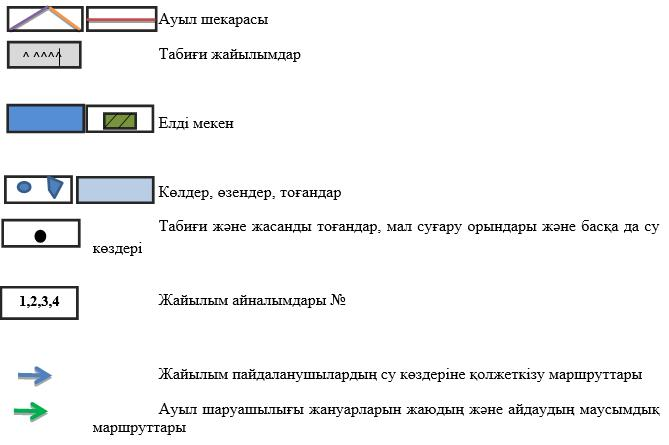 Ауыл шекарасы
^ ^^^^ Табиғи жайылымдар
Елді мекен
Көлдер, өзендер, тоғандар
Табиғи және жасанды тоғандар, мал суғару орындары және басқа да су
көздері
1,2,3,4 Жайылым айналымдары №
Жайылым пайдаланушылардың су көздеріне қолжеткізу маршруттары
Ауыл шаруашылығы жануарларын жаюдың және айдаудың маусымдық
маршруттары